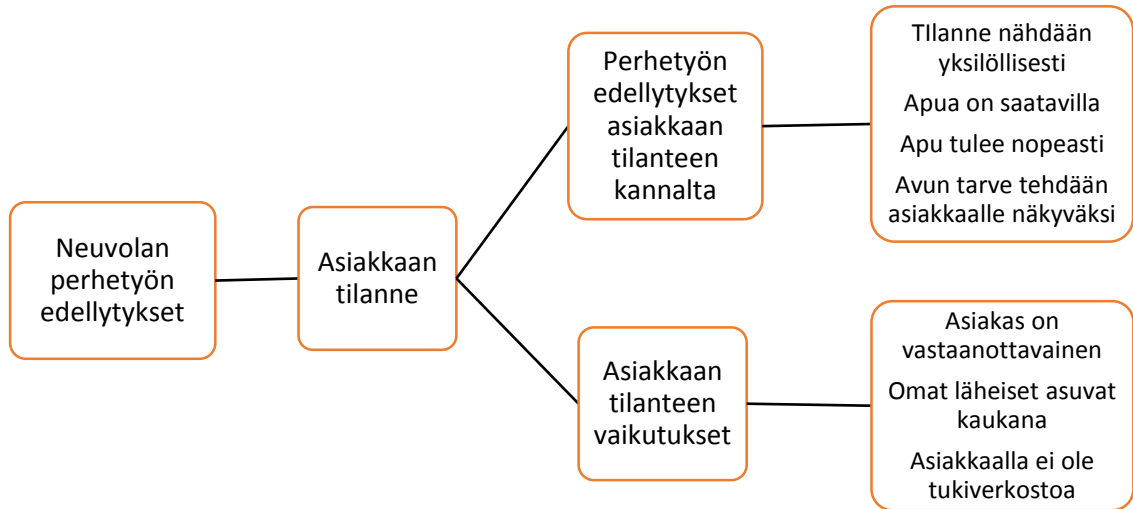 Neuvolan
perhetyön
edellytykset
Asiakkaan
tilanne
Perhetyön
edellytykset
asiakkaan
tilanteen
kannalta
TIlanne nähdään
yksilöllisesti
Apua on saatavilla
Apu tulee nopeasti
Avun tarve tehdään
asiakkaalle näkyväksi
Asiakkaan
tilanteen
vaikutukset
Asiakas on
vastaanottavainen
Omat läheiset asuvat
kaukana
Asiakkaalla ei ole
tukiverkostoa